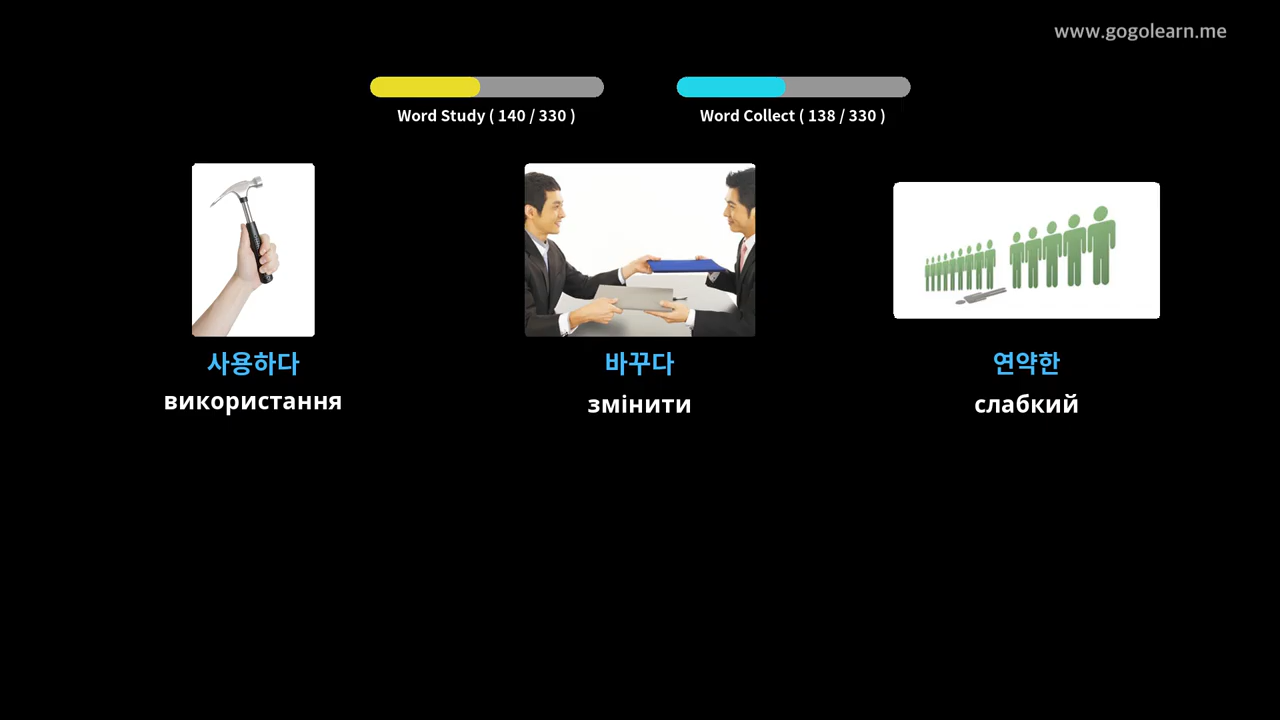 www.gogolearn.me
Word Study ( 140 / 330 )
Word Collect ( 138 / 330 )
사용하다
використання
바꾸다
змінити
연약한
слабкий